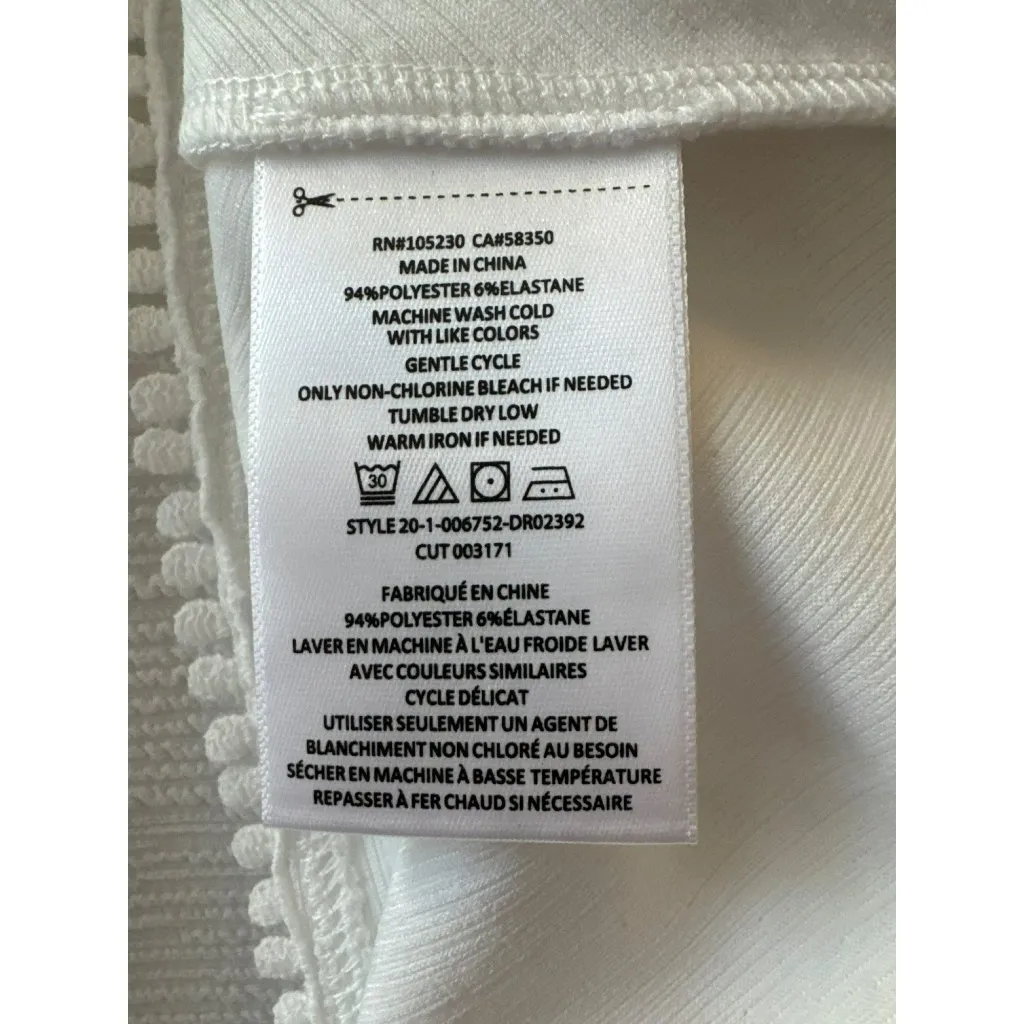 RN#105230 CA#58350
MADE IN CHINA
94%POLYESTER 6%ELASTANE
MACHINE WASH COLD
WITH LIKE COLORS
GENTLE CYCLE
ONLY NON-CHLORINE BLEACH IF NEEDED
TUMBLE DRY LOW
WARM IRON IF NEEDED
30
STYLE 20-1-006752-DR02392
CUT 003171
FABRIQUÉ EN CHINE
94%POLYESTER 6%ÉLASTANE
LAVER EN MACHINE À L'EAU FROIDE LAVER
AVEC COULEURS SIMILAIRES
CYCLE DÉLICAT
UTILISER SEULEMENT UN AGENT DE
BLANCHIMENT NON CHLORÉ AU BESOIN
SÉCHER EN MACHINE À BASSE TEMPÉRATURE
REPASSER À FER CHAUD SI NÉCESSAIRE